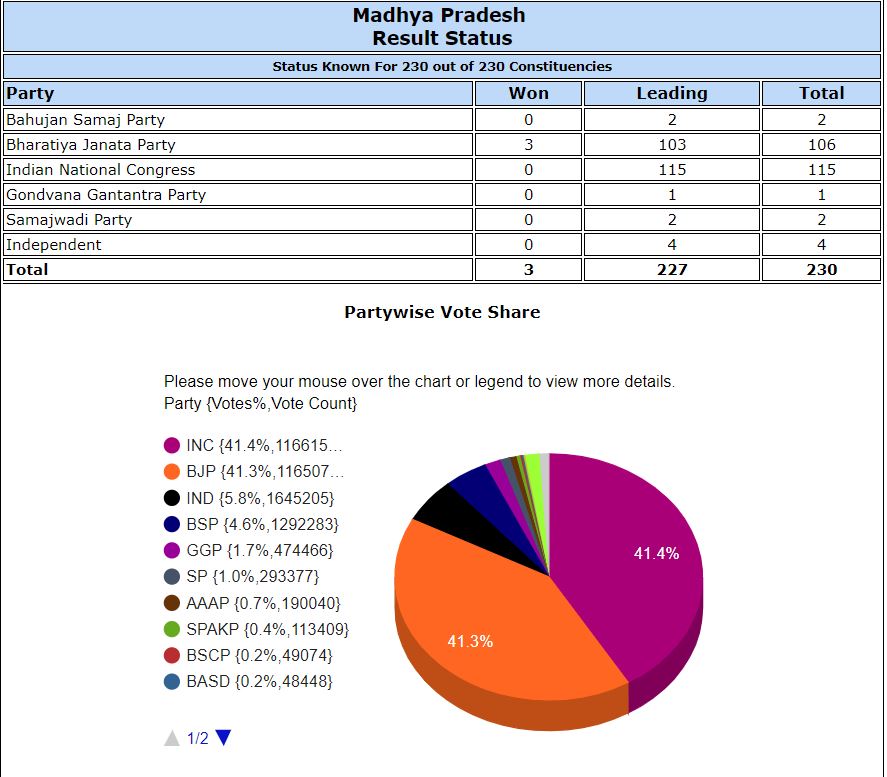 Madhya Pradesh
Result Status
Status Known For 230 out of 230 Constituencies
Party Won Leading Total
Bahujan Samaj Party 0 2 2
Bharatiya Janata Party 3 103 106
Indian National Congress 0 115 115
Gondvana Gantantra Party 0 1 1
Samajwadi Party 0 2 2
Independent 0 4 4
Total 3 227 230
Partywise Vote Share
Please move your mouse over the chart or legend to view more details.
Party {Votes%,Vote Count}
INC {41.4%,116615...
BJP {41.3%,116507...
IND {5.8%,1645205}
BSP {4.6%,1292283}
GGP {1.7%,474466}
SP {1.0%,293377}
AAAP {0.7%,190040}
SPAKP {0.4%,113409}
BSCP {0.2%,49074}
BASD {0.2%,48448}
1/2
41.4%
41.3%